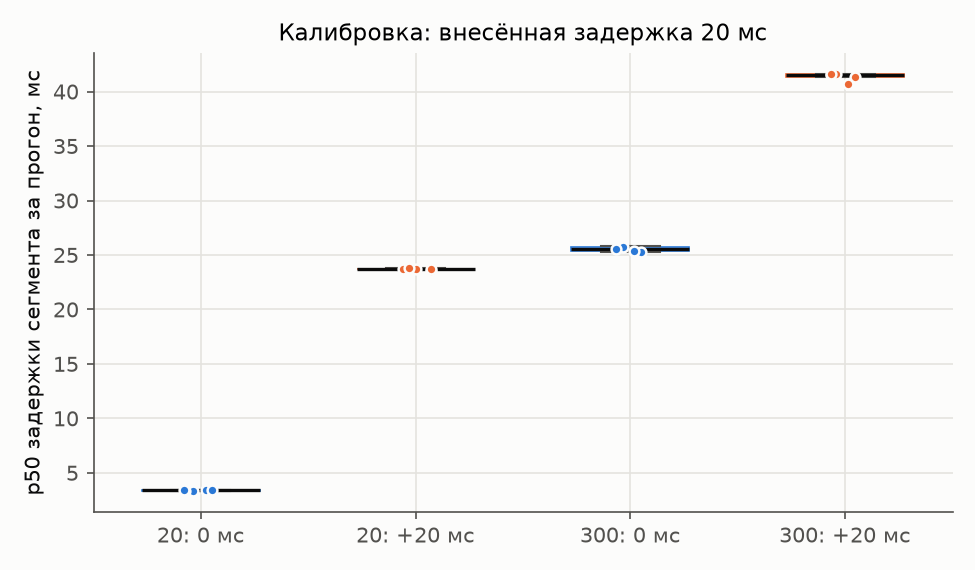 Калибровка: внесённая задержка 20 мс
p50 задержки сегмента за прогон, мс
40
35
30
25
20
15
10
5
20: 0 мс
20: +20 мс
300: 0 мс
300: +20 мс